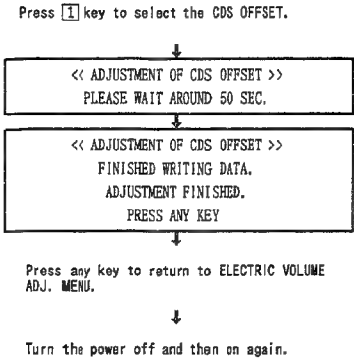 Press 1 key to select the CDS OFFSET.
<< ADJUSTMENT OF CDS OFFSET >>
PLEASE WAIT AROUND 50 SEC.
<< ADJUSTMENT OF CDS OFFSET >>
FINISHED WRITING DATA.
ADJUSTMENT FINISHED.
PRESS ANY KEY
Press any key to return to ELECTRIC VOLUME
ADJ. MENU.
Turn the power off and then on again.